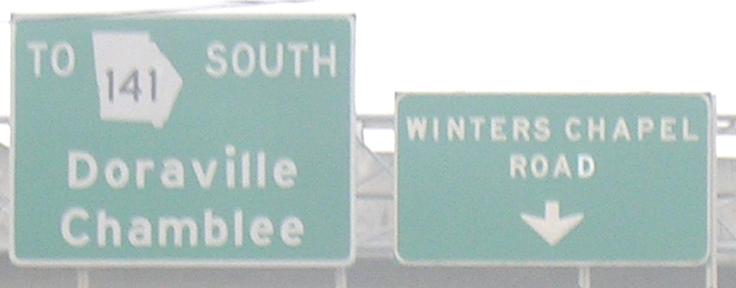 TO 141 SOUTH
Doraville
Chamblee
WINTERS CHAPEL
ROAD